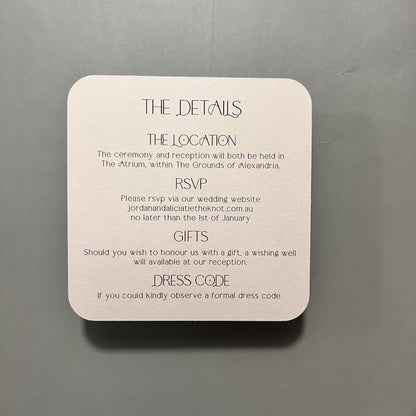 THE DETAILS
THE LOCATION
The ceremony and reception will both be held in
The Atrium, within The Grounds of Alexandria.
RSVP
Please rsvp via our wedding website
jordanandaliciatietheknot.com.au
no later than the 1st of January
GIFTS
Should you wish to honour us with a gift, a wishing well
will available at our reception.
DRESS CODE
If you could kindly observe a formal dress code.